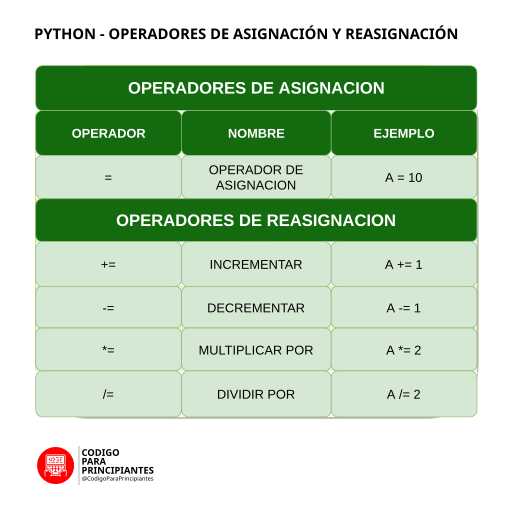 PYTHON - OPERADORES DE ASIGNACIÓN Y REASIGNACIÓN
OPERADORES DE ASIGNACION
OPERADOR NOMBRE EJEMPLO
= OPERADOR DE ASIGNACION A = 10
OPERADORES DE REASIGNACION
+= INCREMENTAR A += 1
-= DECREMENTAR A -= 1
*= MULTIPLICAR POR A *= 2
/= DIVIDIR POR A /= 2
CODIGO
PARA
PRINCIPIANTES
@CodigoParaPrincipiantes